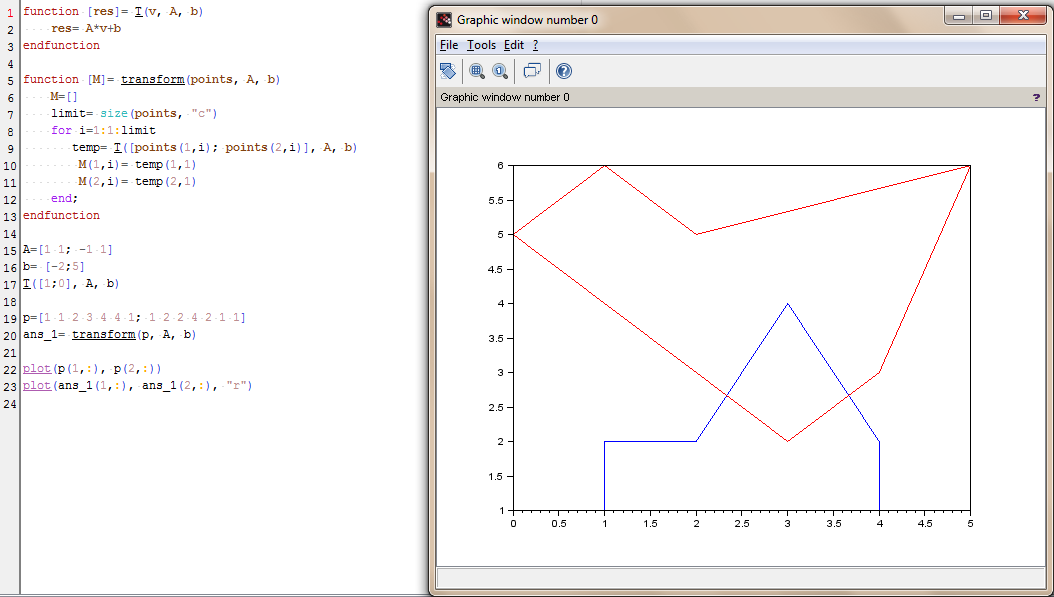 1 function [res]= T(v, A, b)
2 res= A*v+b
3 endfunction
4
5 function [M]= transform(points, A, b)
6 M=[]
7 limit= size(points, "c")
8 for i=1:1:limit
9 temp= T([points(1,i); points(2,i)], A, b)
10 M(1,i)= temp(1,1)
11 M(2,i)= temp(2,1)
12 end;
13 endfunction
14
15 A=[1 1; -1 1]
16 b= [-2;5]
17 T([1;0], A, b)
18
19 p=[1 1 2 3 4 4 1; 1 2 2 4 2 1 1]
20 ans_1= transform(p, A, b)
21
22 plot(p(1,:), p(2,:))
23 plot(ans_1(1,:), ans_1(2,:), "r")
24
Graphic window number 0
File Tools Edit ?
Graphic window number 0 ?
6
5.5
5
4.5
4
3.5
3
2.5
2
1.5
1
0 0.5 1 1.5 2 2.5 3 3.5 4 4.5 5